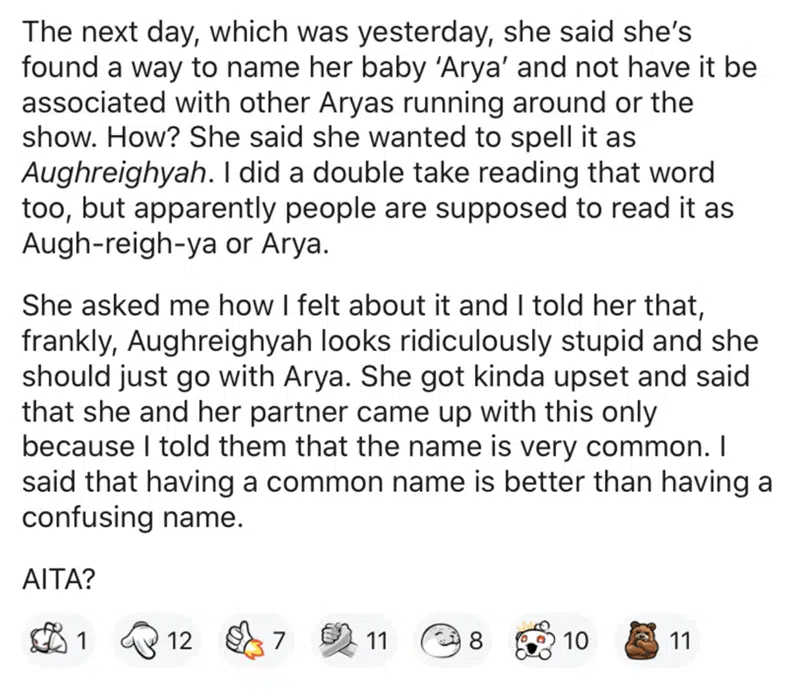 The next day, which was yesterday, she said she's
found a way to name her baby ‘Arya’ and not have it be
associated with other Aryas running around or the
show. How? She said she wanted to spell it as
Aughreighyah. I did a double take reading that word
too, but apparently people are supposed to read it as
Augh-reigh-ya or Arya.
She asked me how I felt about it and I told her that,
frankly, Aughreighyah looks ridiculously stupid and she
should just go with Arya. She got kinda upset and said
that she and her partner came up with this only
because I told them that the name is very common. I
said that having a common name is better than having a
confusing name.
AITA?
1 12 7 11 8 10 11